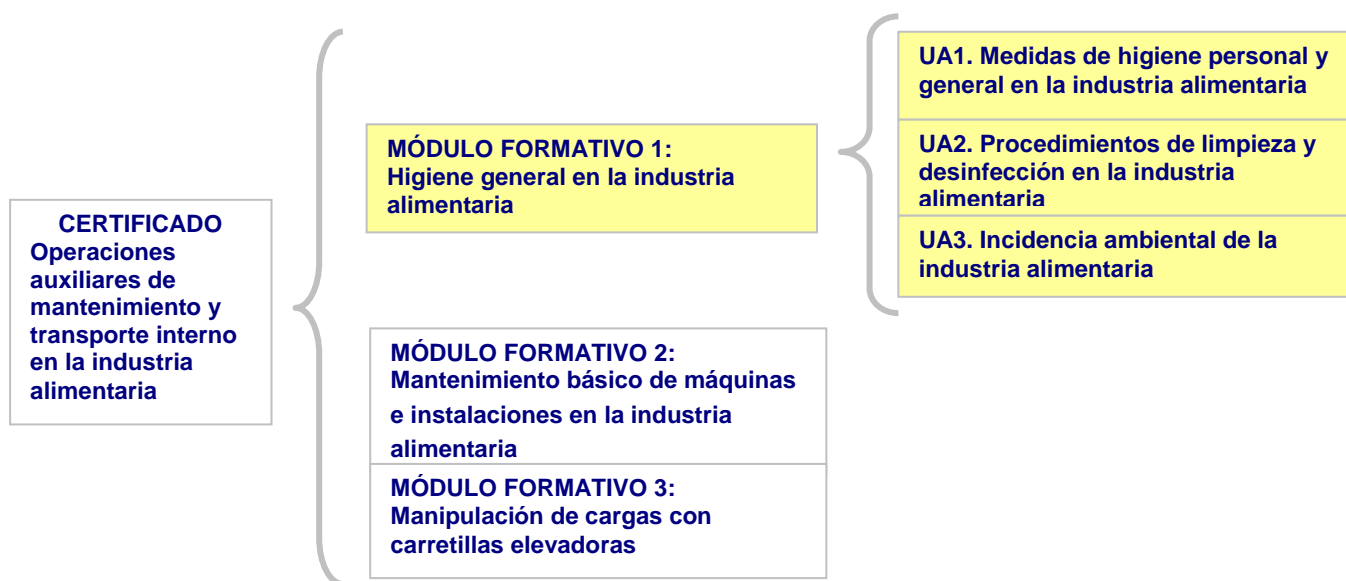 CERTIFICADO
Operaciones
auxiliares de
mantenimiento y
transporte interno
en la industria
alimentaria
MÓDULO FORMATIVO 1:
Higiene general en la industria
alimentaria
UA1. Medidas de higiene personal y
general en la industria alimentaria
UA2. Procedimientos de limpieza y
desinfección en la industria
alimentaria
UA3. Incidencia ambiental de la
industria alimentaria
MÓDULO FORMATIVO 2:
Mantenimiento básico de máquinas
e instalaciones en la industria
alimentaria
MÓDULO FORMATIVO 3:
Manipulación de cargas con
carretillas elevadoras